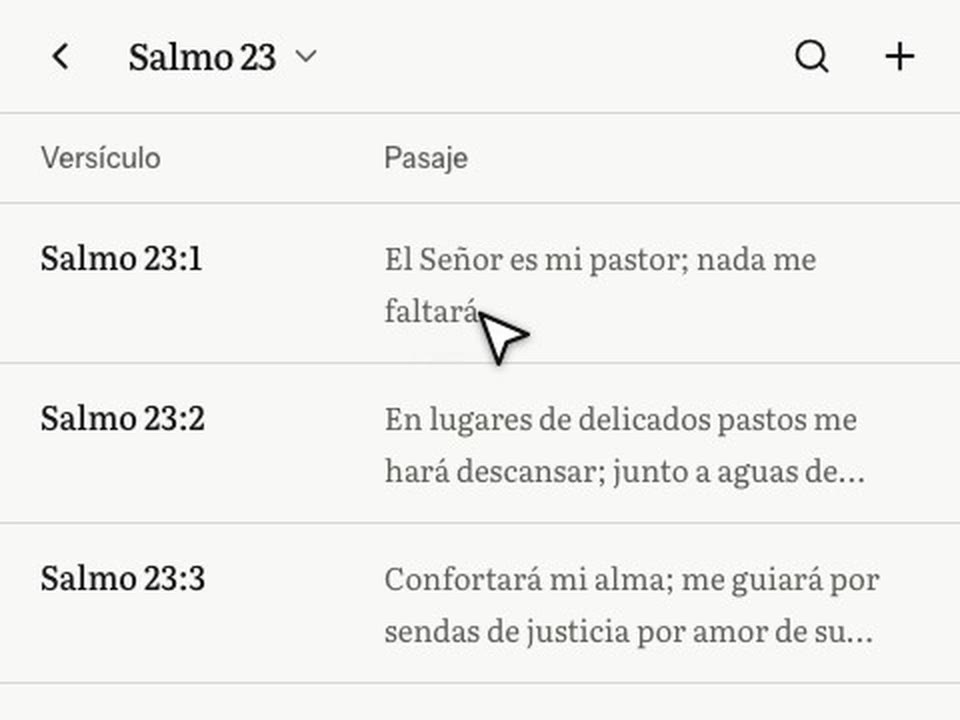 Salmo 23
Versículo Pasaje
Salmo 23:1 El Señor es mi pastor; nada me
faltará
Salmo 23:2 En lugares de delicados pastos me
hará descansar; junto a aguas de...
Salmo 23:3 Confortará mi alma; me guiará por
sendas de justicia por amor de su...